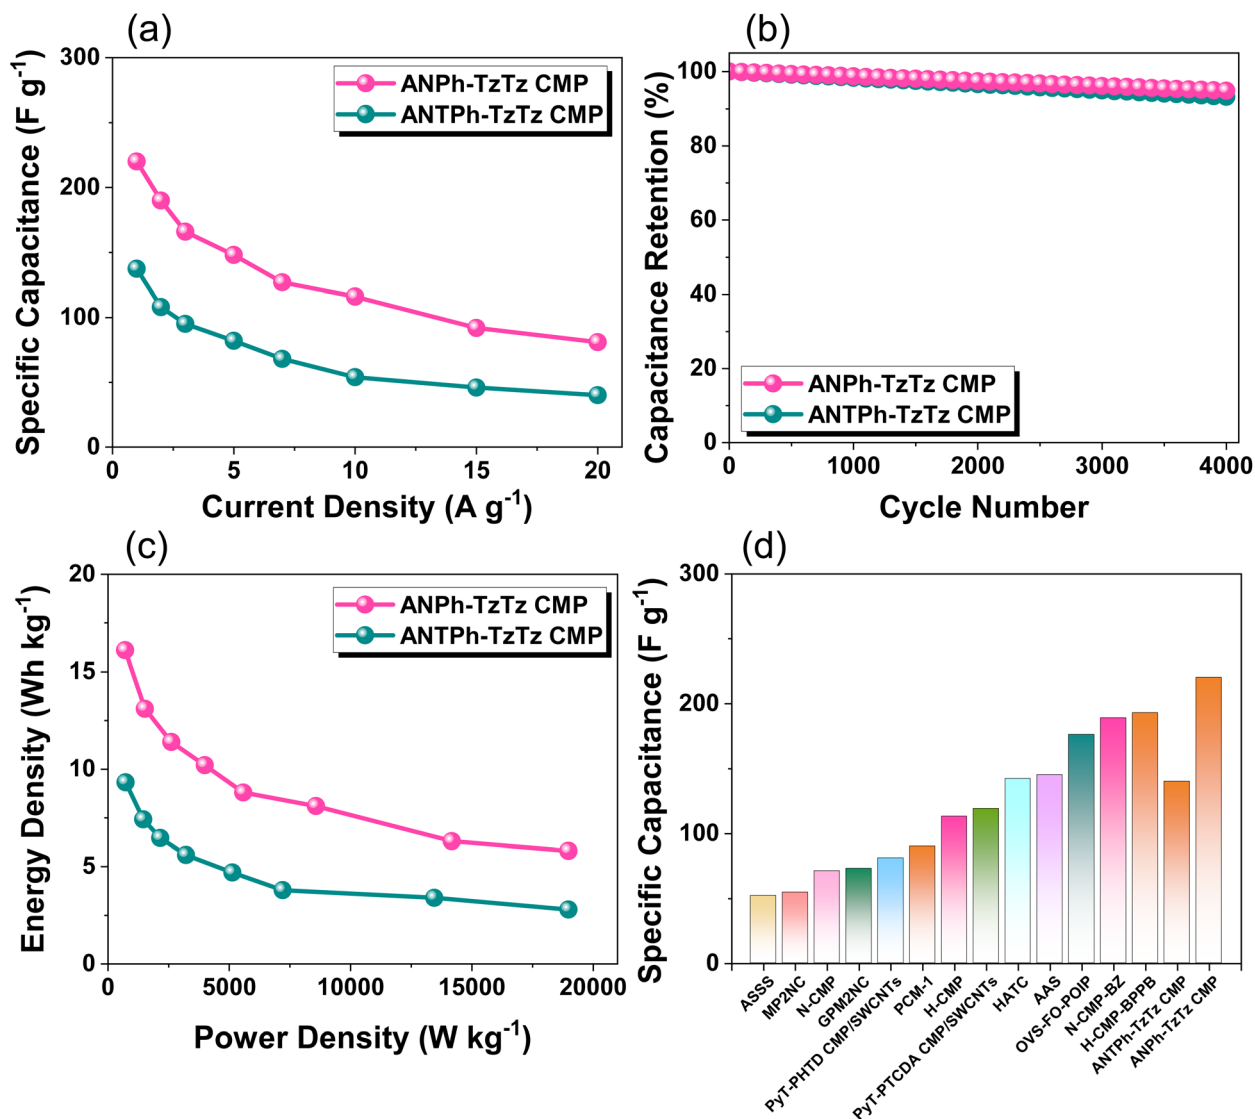 (a)
300
200
100
0
Specific Capacitance (F g⁻¹)
ANPh-TzTz CMP
ANTPh-TzTz CMP
0 5 10 15 20
Current Density (A g⁻¹)
(b)
100
80
60
40
20
0
Capacitance Retention (%)
ANPh-TzTz CMP
ANTPh-TzTz CMP
0 1000 2000 3000 4000
Cycle Number
(c)
20
15
10
5
0
Energy Density (Wh kg⁻¹)
ANPh-TzTz CMP
ANTPh-TzTz CMP
0 5000 10000 15000 20000
Power Density (W kg⁻¹)
(d)
300
200
100
0
Specific Capacitance (F g⁻¹)
ASSS
MP2NC
N-CMP
GPM2NC
PyT-PHTD CMP/SWCNTs
PCM-1
H-CMP
PyT-PTCDA CMP/SWCNTs
HATC
AAS
OVS-FO-POIP
N-CMP-BZ
H-CMP-BPPB
ANTPh-TzTz CMP
ANPh-TzTz CMP